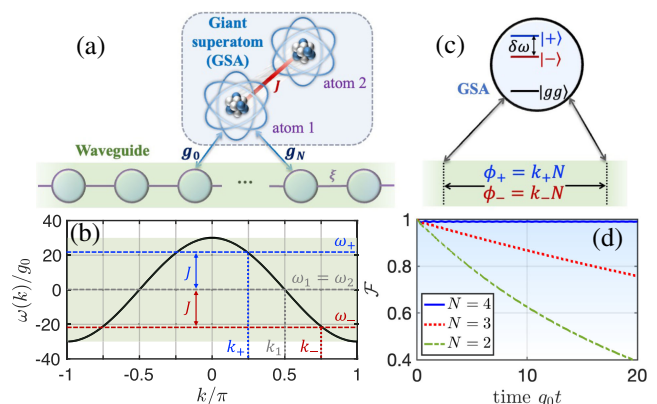 (a)
Giant
superatom
(GSA)
J
atom 2
atom 1
Waveguide
g₀
g_N
...
ξ
(c)
|+⟩
δω
|−⟩
GSA
|gg⟩
ϕ₊ = k₊N
ϕ₋ = k₋N
(b)
ω(k)/g₀
40
20
0
-20
-40
ω₊
J
ω₁ = ω₂
J
ω₋
k₊
k₁
k₋
-1
-0.5
0
0.5
1
k/π
(d)
ℱ
1
0.8
0.6
0.4
N = 4
N = 3
N = 2
0
10
20
time g₀t